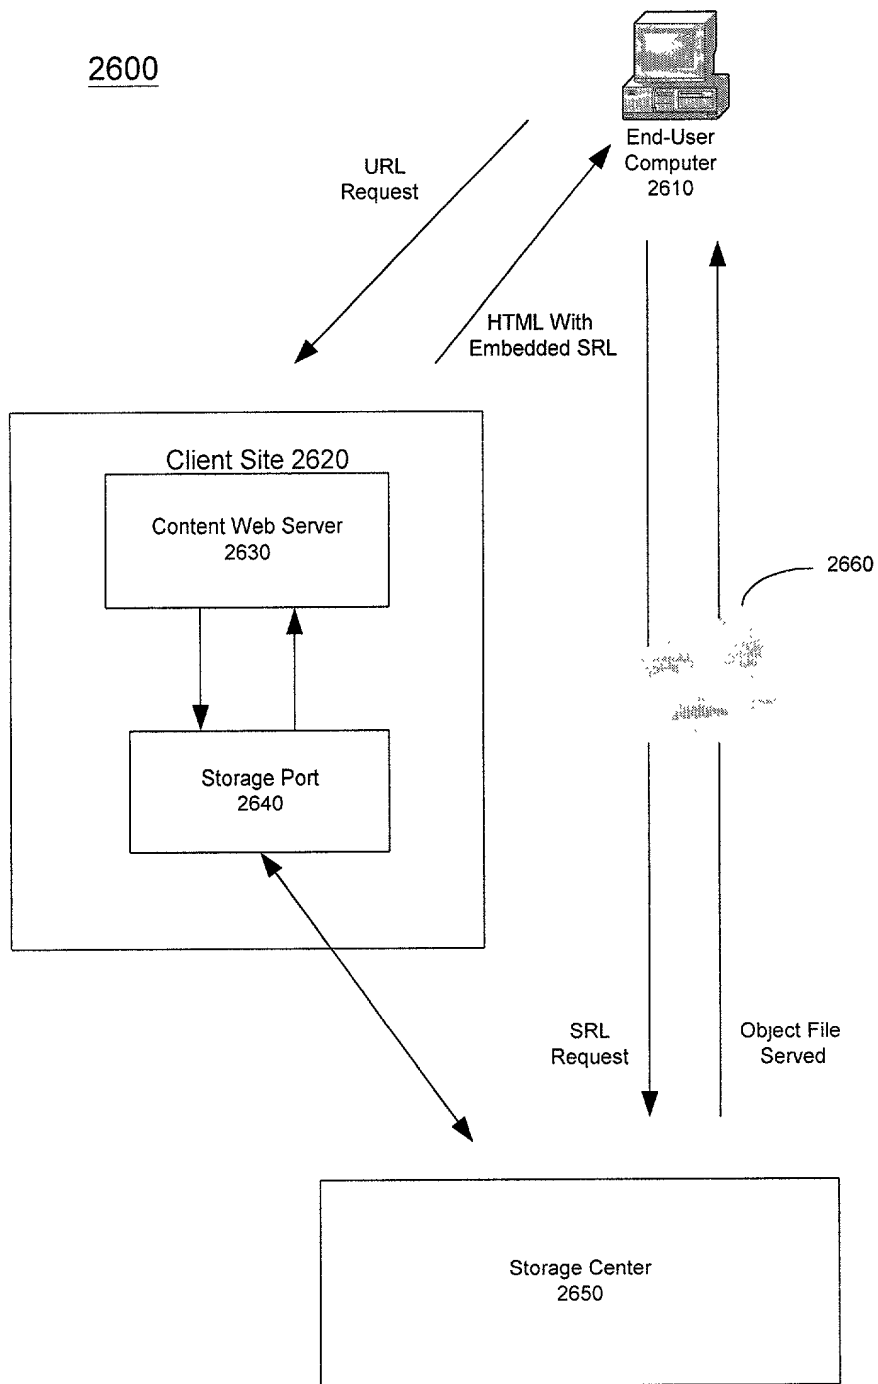 2600
End-User
Computer
2610
URL
Request
HTML With
Embedded SRL
Client Site 2620
Content Web Server
2630
2660
Storage Port
2640
SRL
Request
Object File
Served
Storage Center
2650